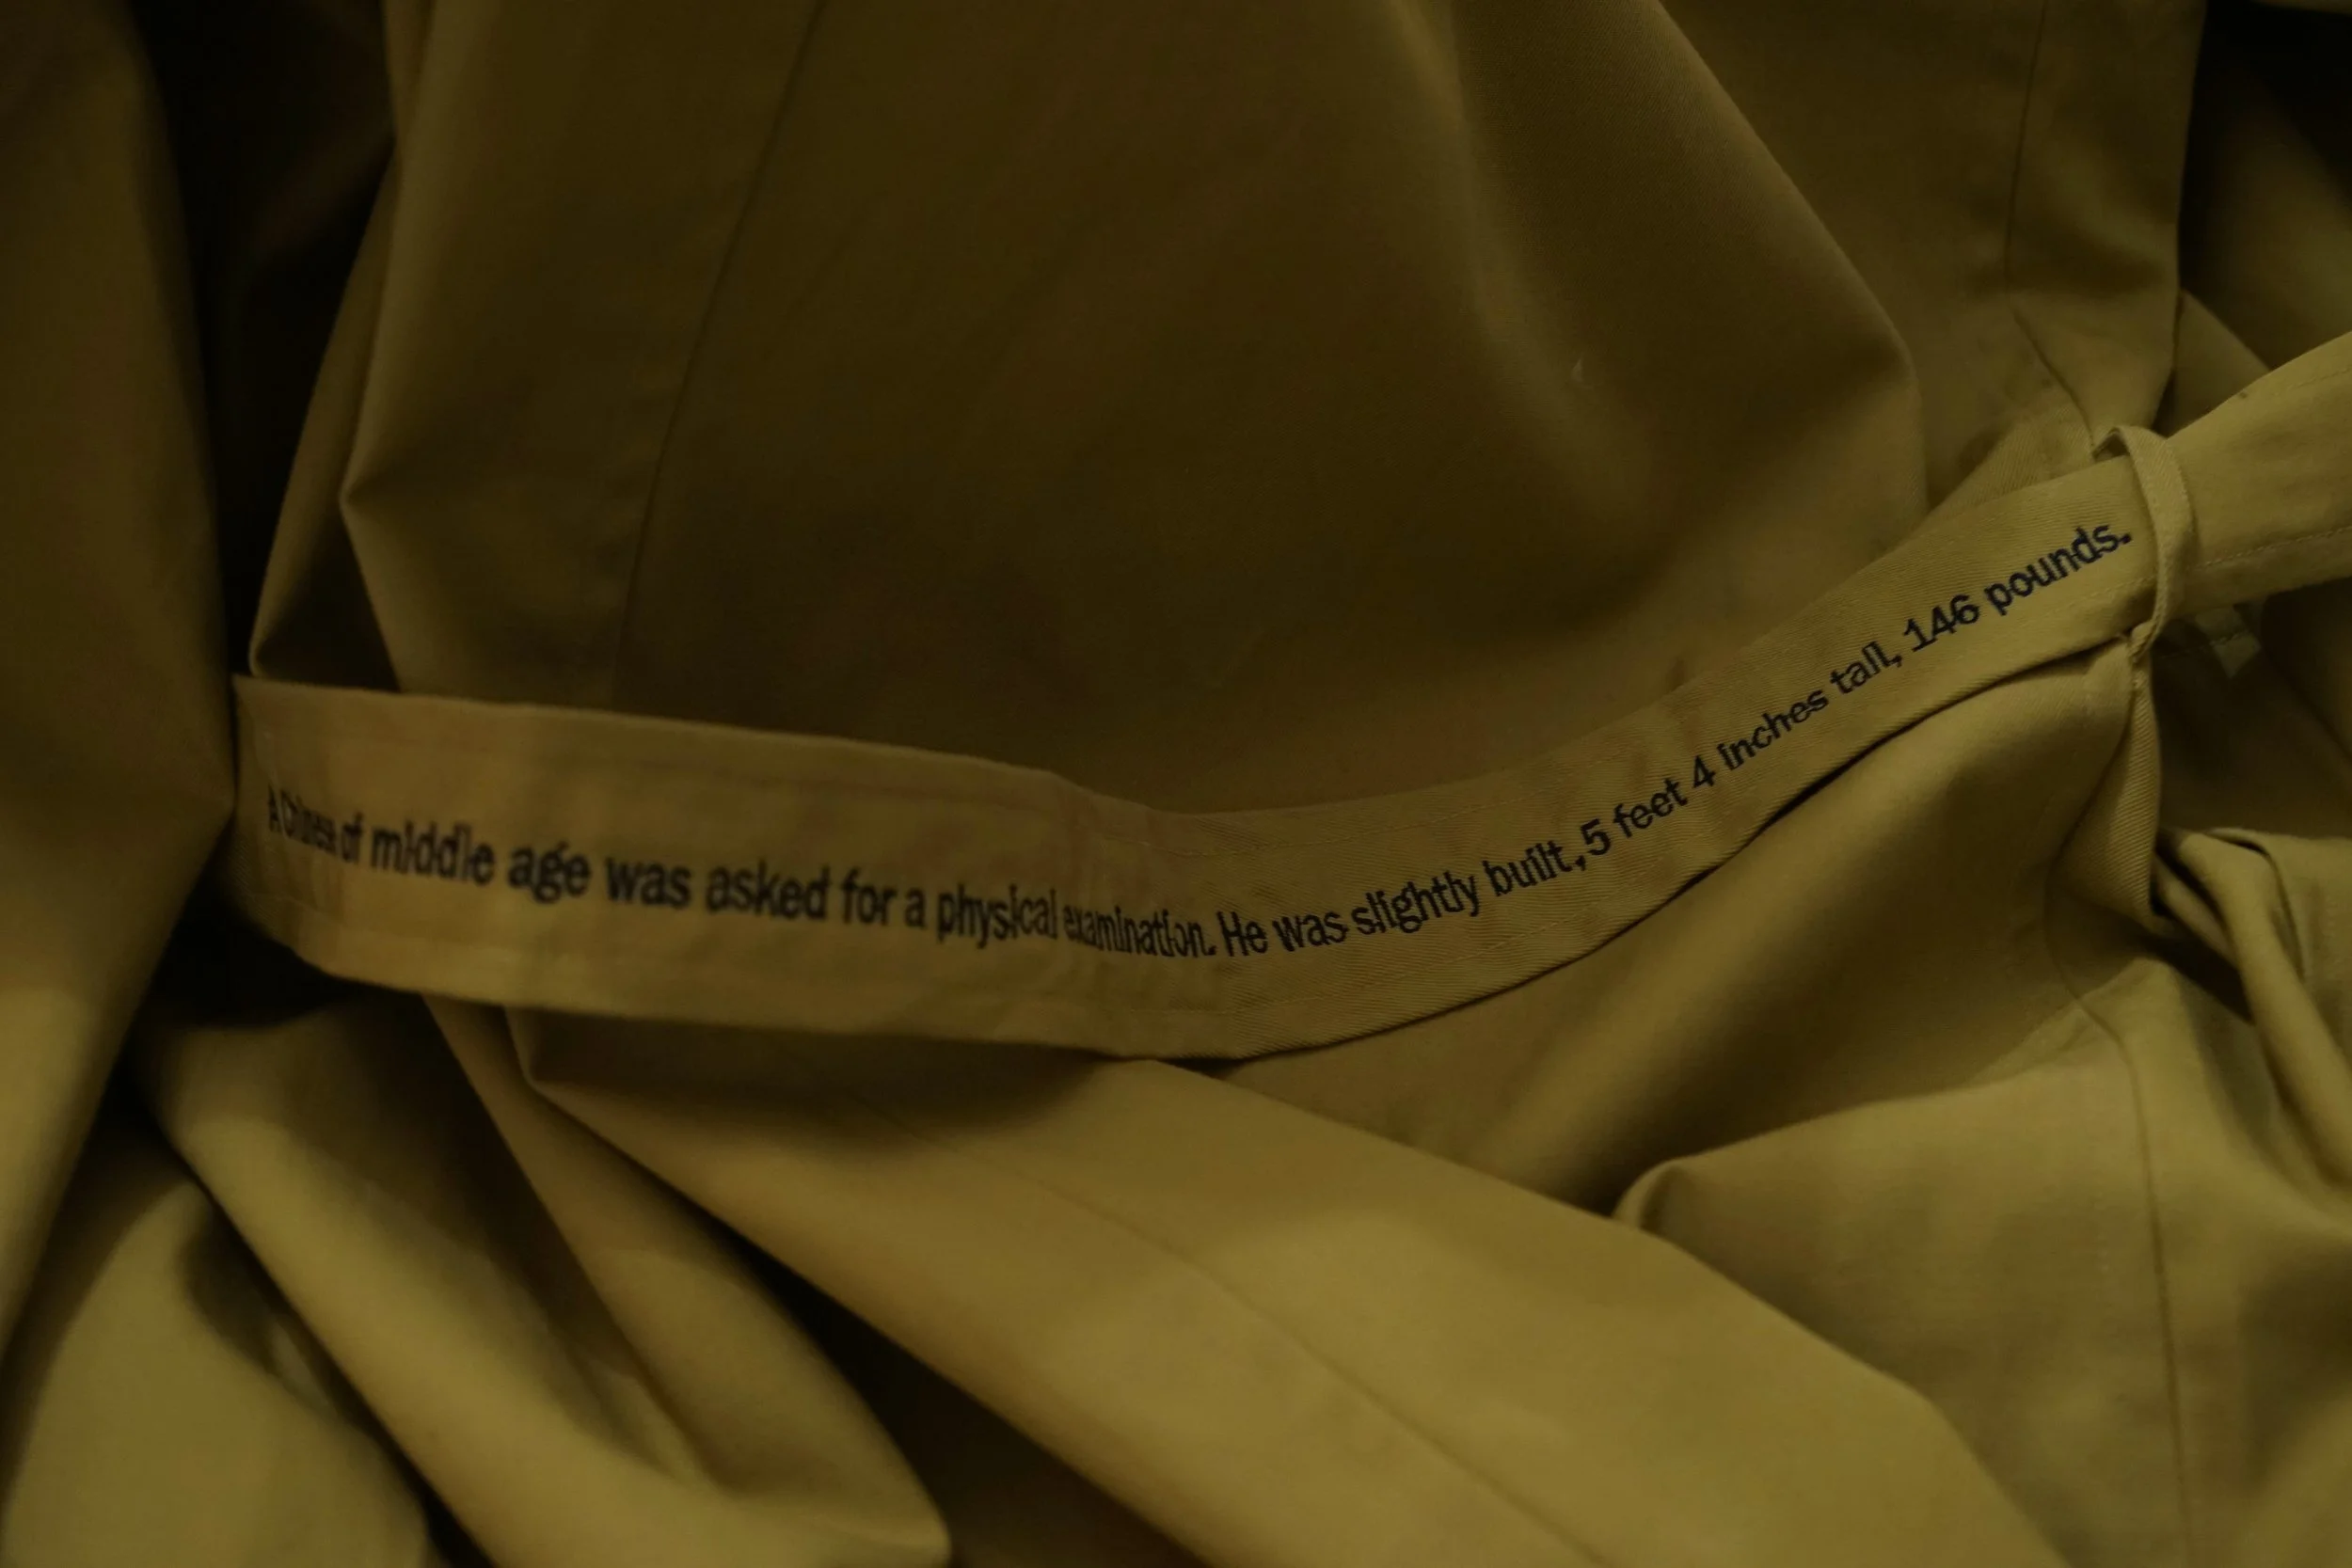 A Chinese of middle age was asked for a physical examination. He was slightly built, 5 feet 4 inches tall, 146 pounds.